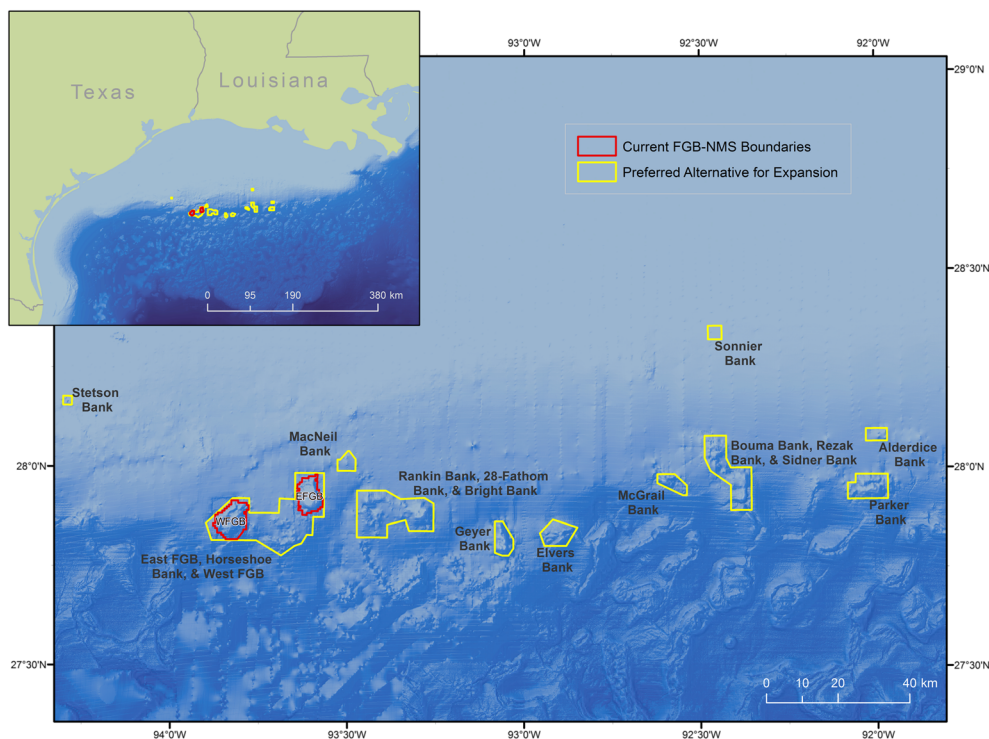 93°0'W
92°30'W
92°0'W
Texas
Louisiana
0
95
190
380 km
Current FGB-NMS Boundaries
Preferred Alternative for Expansion
29°0'N
28°30'N
28°0'N
27°30'N
Sonnier
Bank
Stetson
Bank
MacNeil
Bank
28°0'N
EFGB
WFGB
Rankin Bank, 28-Fathom
Bank, & Bright Bank
Bouma Bank, Rezak
Bank, & Sidner Bank
Alderdice
Bank
McGrail
Bank
Parker
Bank
Geyer
Bank
Elvers
Bank
East FGB, Horseshoe
Bank, & West FGB
27°30'N
0
10
20
40 km
94°0'W
93°30'W
93°0'W
92°30'W
92°0'W